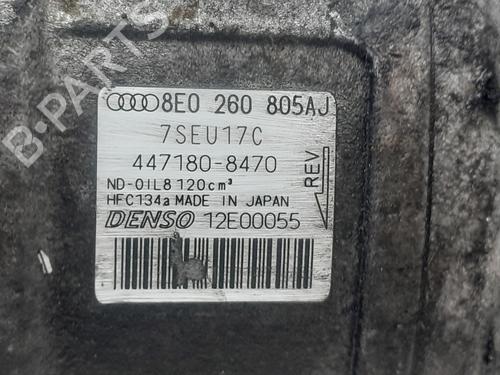 8E0 260 805AJ
7SEU17C
447180-8470
ND-OIL8 120cm³
HFC134a MADE IN JAPAN
DENSO 12E00055
REV
B-PARTS